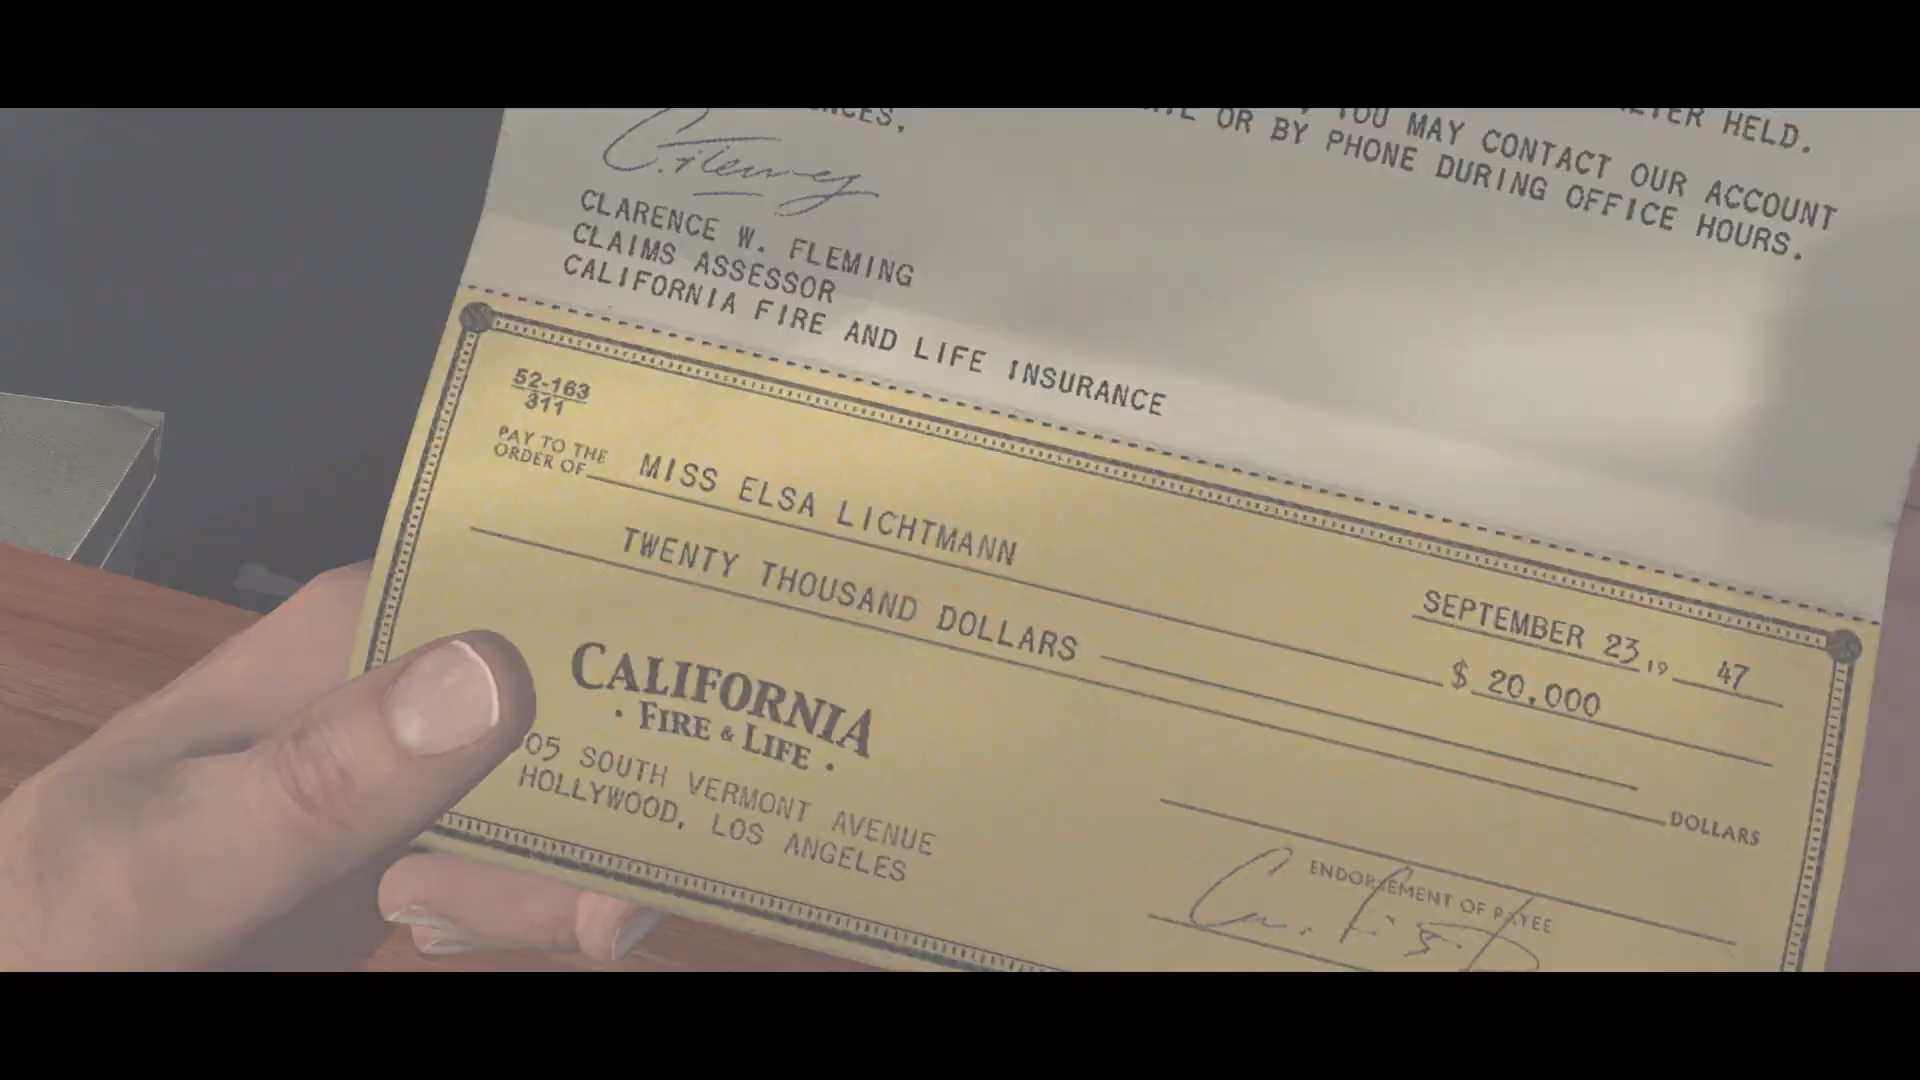 HELD.
YOU MAY CONTACT OUR ACCOUNT
OR BY PHONE DURING OFFICE HOURS.
C. Fleming
CLARENCE W. FLEMING
CLAIMS ASSESSOR
CALIFORNIA FIRE AND LIFE INSURANCE
52-163
311
PAY TO THE
ORDER OF MISS ELSA LICHTMANN
SEPTEMBER 23, 19 47
TWENTY THOUSAND DOLLARS
$ 20,000
DOLLARS
CALIFORNIA
· FIRE & LIFE ·
05 SOUTH VERMONT AVENUE
HOLLYWOOD, LOS ANGELES
ENDORSEMENT OF PAYEE